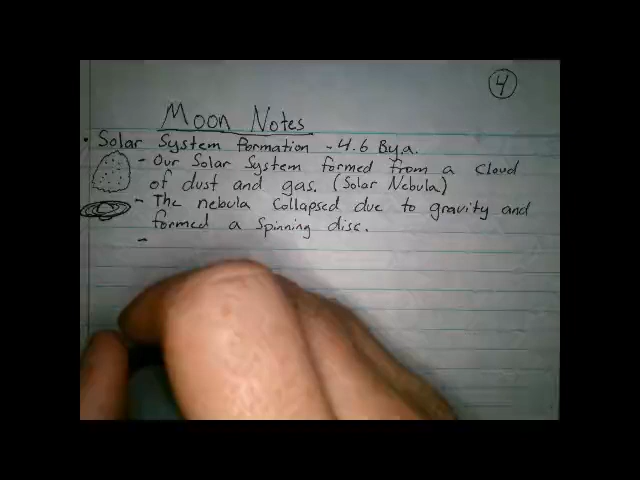 4
Moon Notes
• Solar System formation - 4.6 B.y.a.
- Our Solar System formed from a cloud
of dust and gas. (Solar Nebula)
- The nebula collapsed due to gravity and
formed a spinning disc.
-